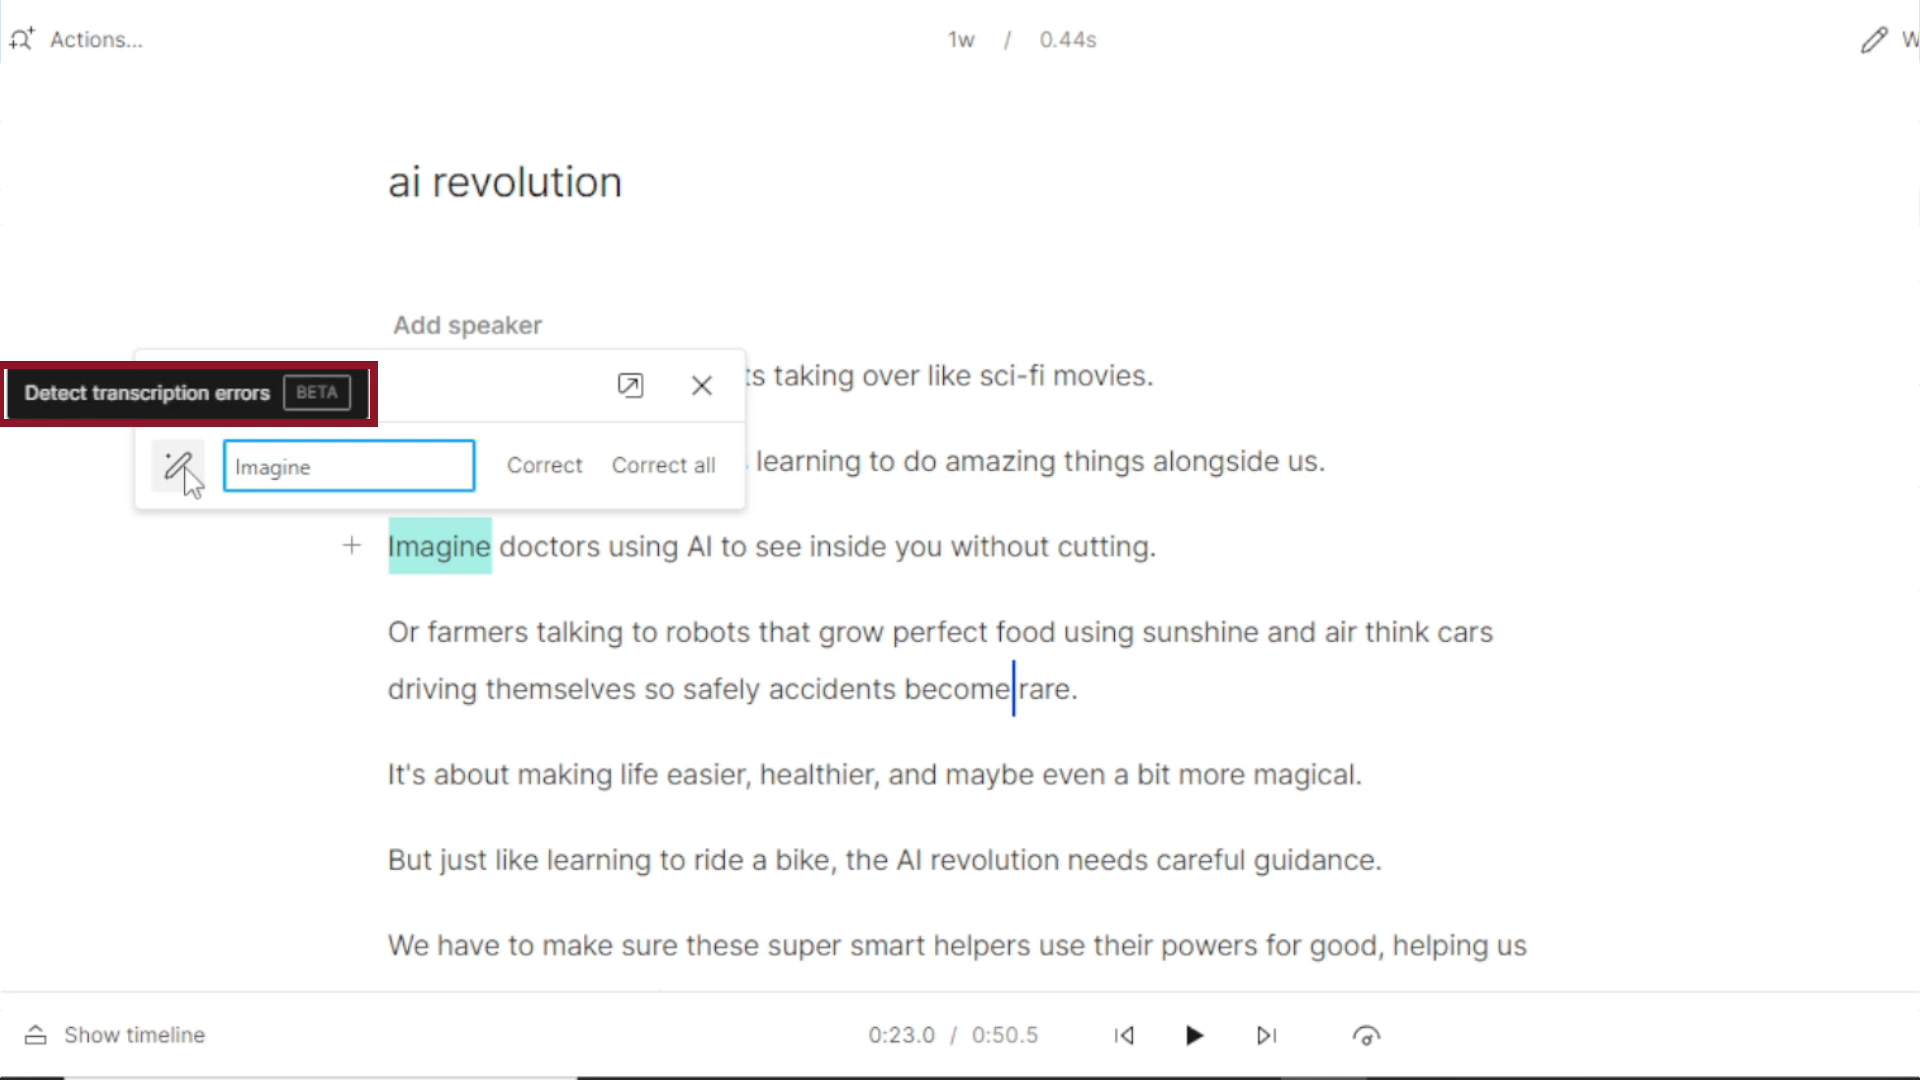 Actions...
1w / 0.44s
W
ai revolution
Add speaker
ts taking over like sci-fi movies.
Detect transcription errors BETA
Imagine Correct Correct all
learning to do amazing things alongside us.
+ Imagine doctors using AI to see inside you without cutting.
Or farmers talking to robots that grow perfect food using sunshine and air think cars
driving themselves so safely accidents become rare.
It's about making life easier, healthier, and maybe even a bit more magical.
But just like learning to ride a bike, the AI revolution needs careful guidance.
We have to make sure these super smart helpers use their powers for good, helping us
Show timeline
0:23.0 / 0:50.5